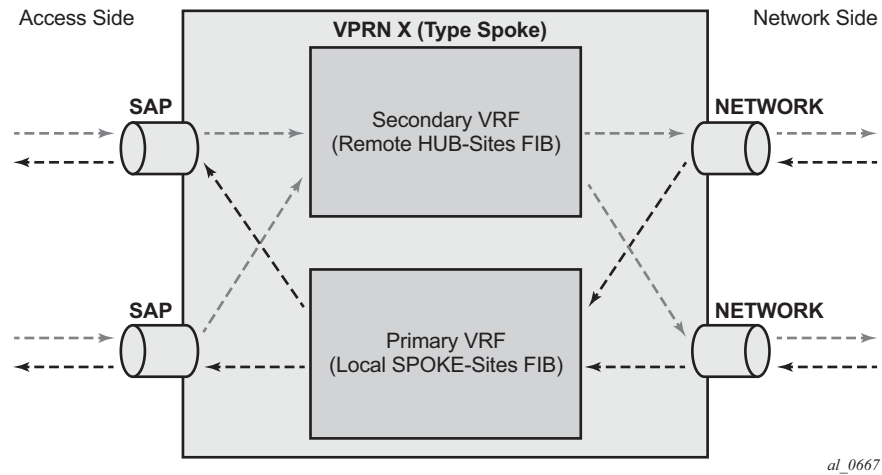 Access Side
VPRN X (Type Spoke)
Network Side
SAP
Secondary VRF
(Remote HUB-Sites FIB)
NETWORK
SAP
Primary VRF
(Local SPOKE-Sites FIB)
NETWORK
al_0667